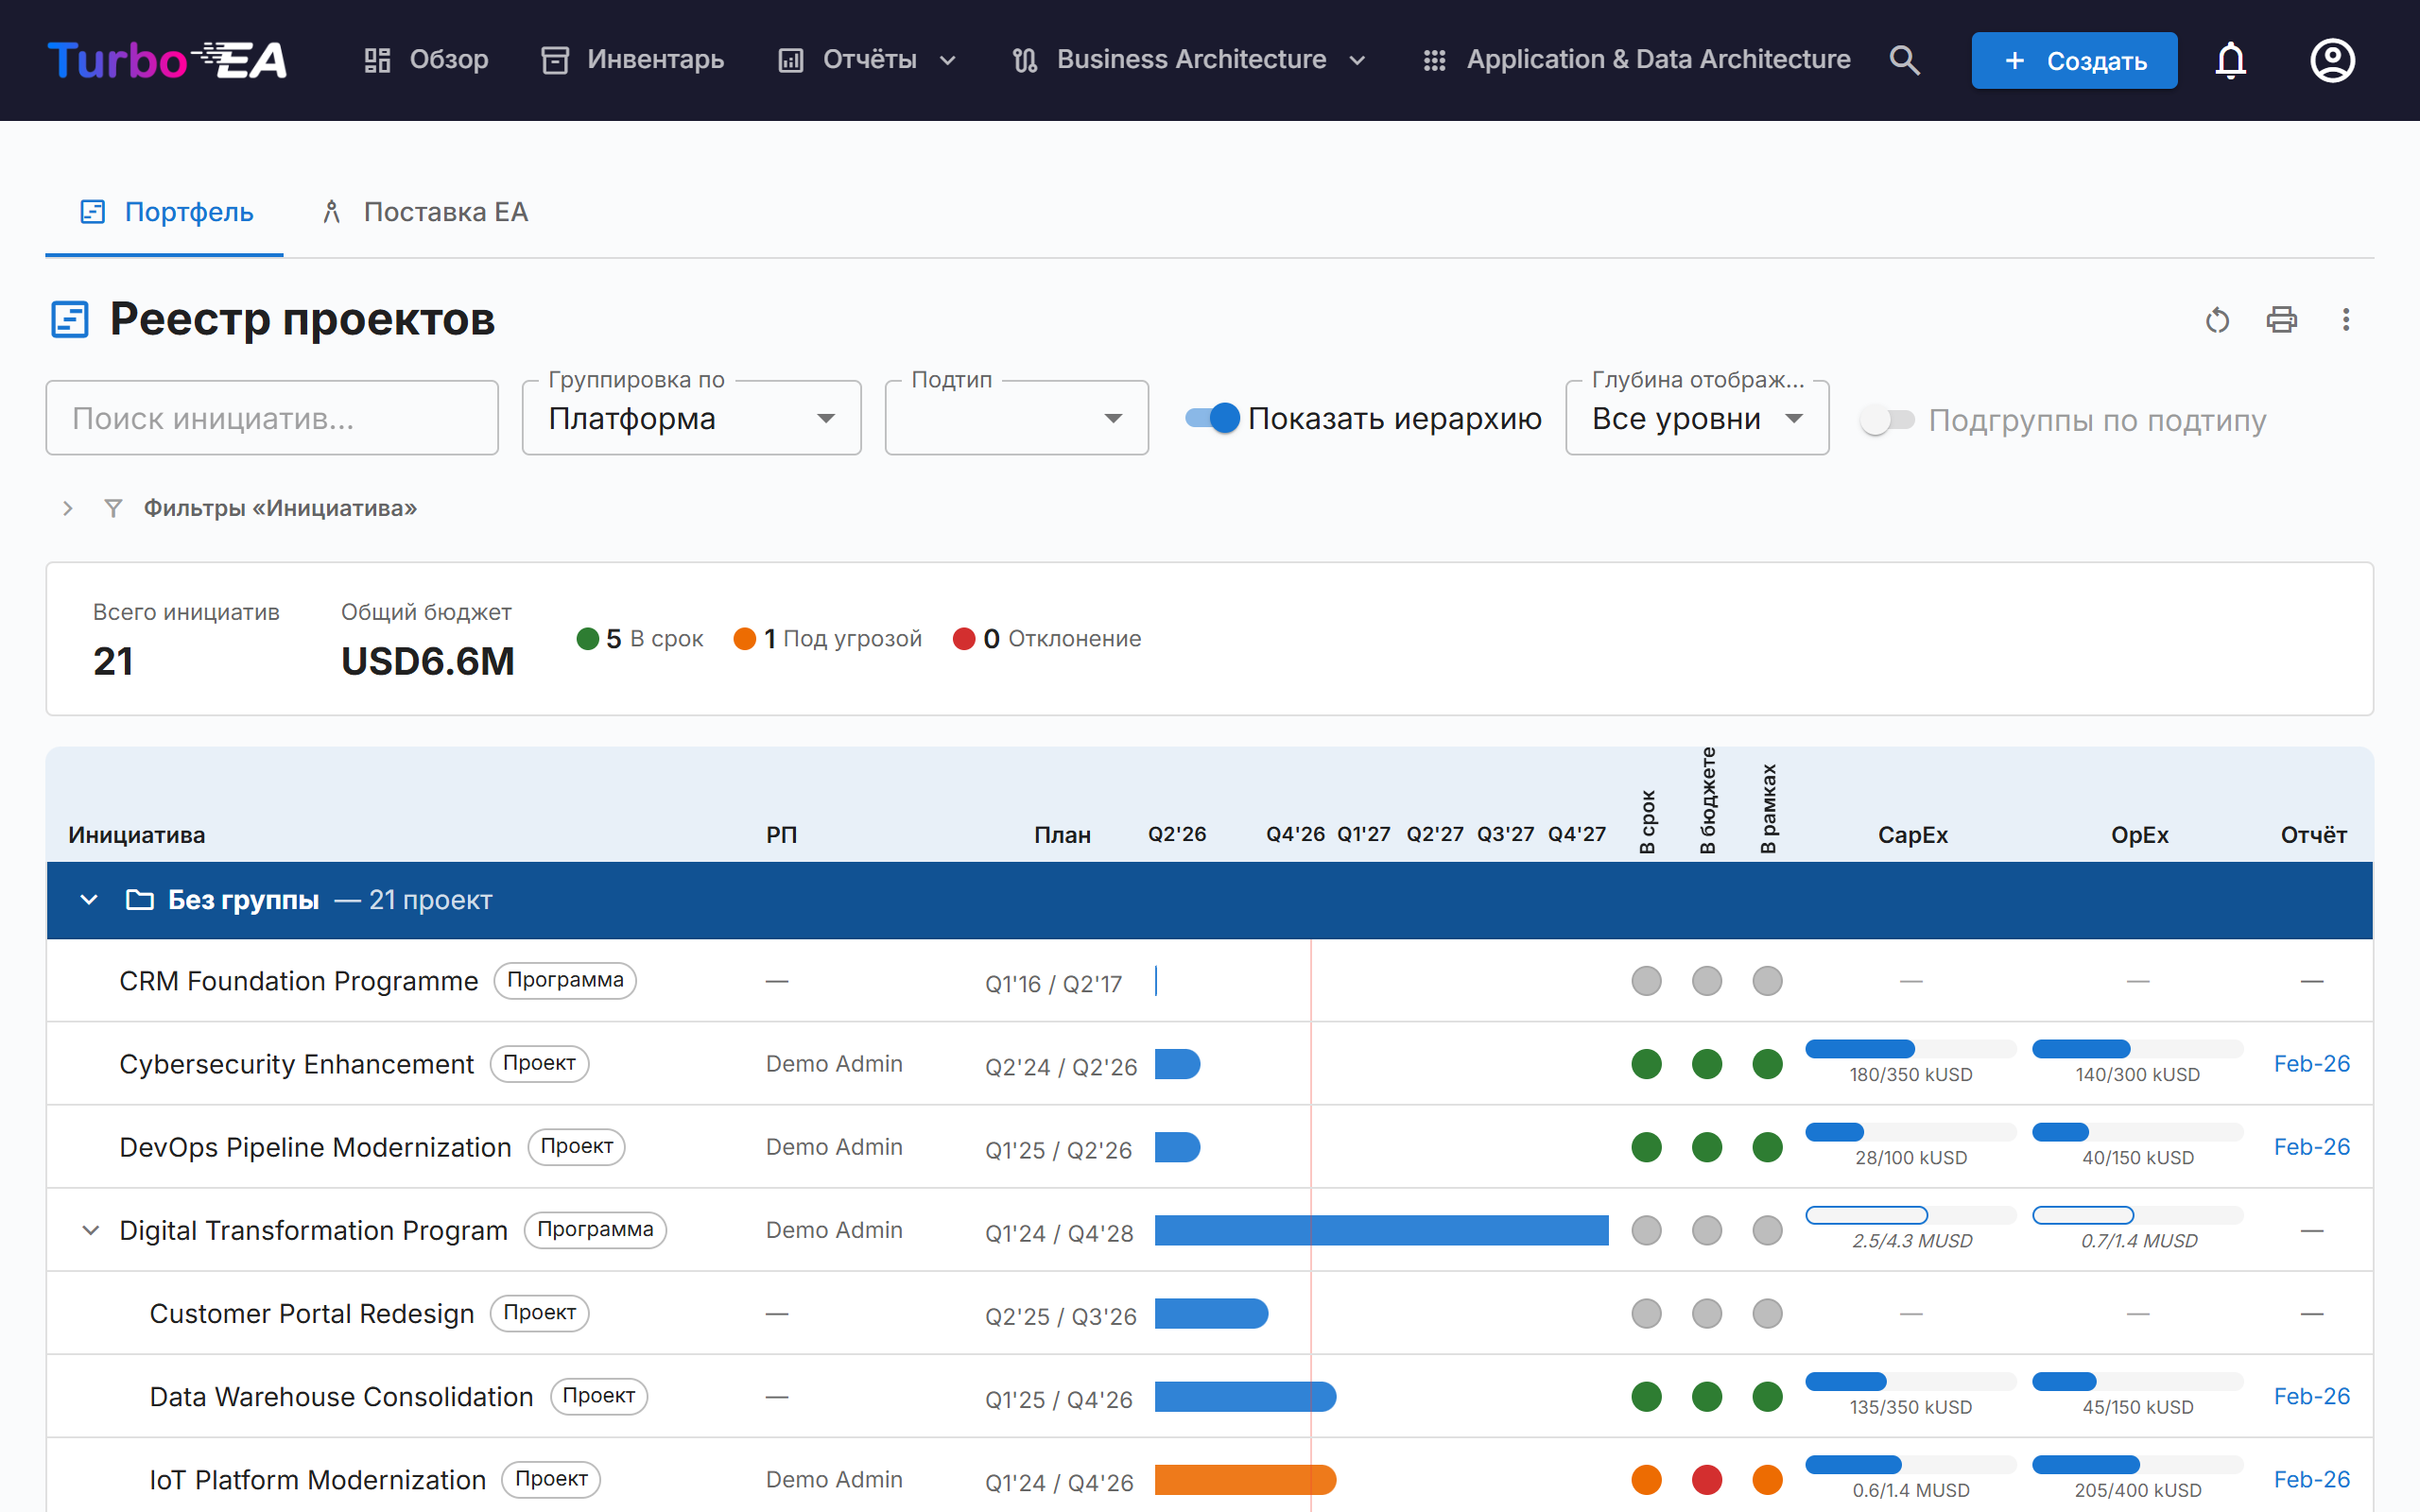 Turbo EA
Обзор
Инвентарь
Отчёты
Business Architecture
Application & Data Architecture
+ Создать
Портфель
Поставка EA
Реестр проектов
Поиск инициатив...
Группировка по
Платформа
Подтип
Показать иерархию
Глубина отображ...
Все уровни
Подгруппы по подтипу
Фильтры «Инициатива»
Всего инициатив
21
Общий бюджет
USD6.6M
5 В срок
1 Под угрозой
0 Отклонение
Инициатива
РП
План
Q2'26
Q4'26
Q1'27
Q2'27
Q3'27
Q4'27
В срок
В бюджете
В рамках
CapEx
OpEx
Отчёт
Без группы — 21 проект
CRM Foundation Programme
Программа
—
Q1'16 / Q2'17
—
—
—
Cybersecurity Enhancement
Проект
Demo Admin
Q2'24 / Q2'26
180/350 kUSD
140/300 kUSD
Feb-26
DevOps Pipeline Modernization
Проект
Demo Admin
Q1'25 / Q2'26
28/100 kUSD
40/150 kUSD
Feb-26
Digital Transformation Program
Программа
Demo Admin
Q1'24 / Q4'28
2.5/4.3 MUSD
0.7/1.4 MUSD
—
Customer Portal Redesign
Проект
—
Q2'25 / Q3'26
—
—
—
Data Warehouse Consolidation
Проект
—
Q1'25 / Q4'26
135/350 kUSD
45/150 kUSD
Feb-26
IoT Platform Modernization
Проект
Demo Admin
Q1'24 / Q4'26
0.6/1.4 MUSD
205/400 kUSD
Feb-26